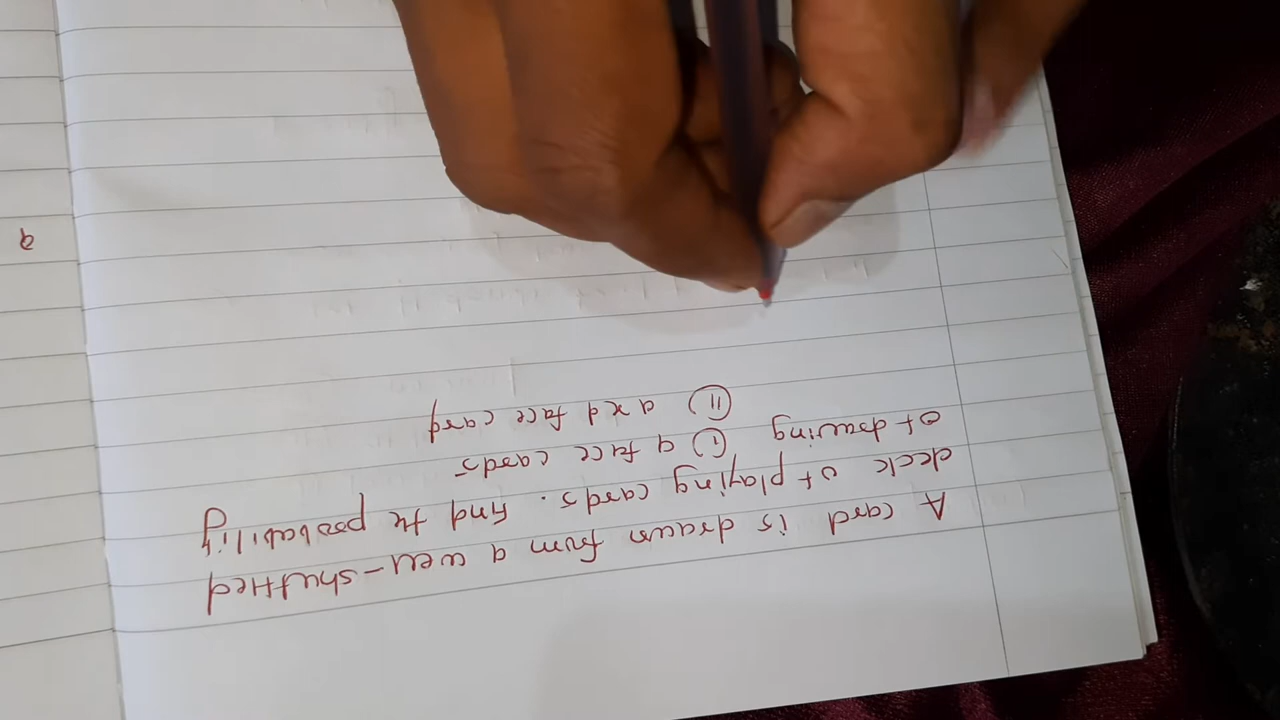 A card is drawn from a well-shuffled
deck of playing cards. find the probability
of drawing (i) a face cards
(ii) a red face card
a